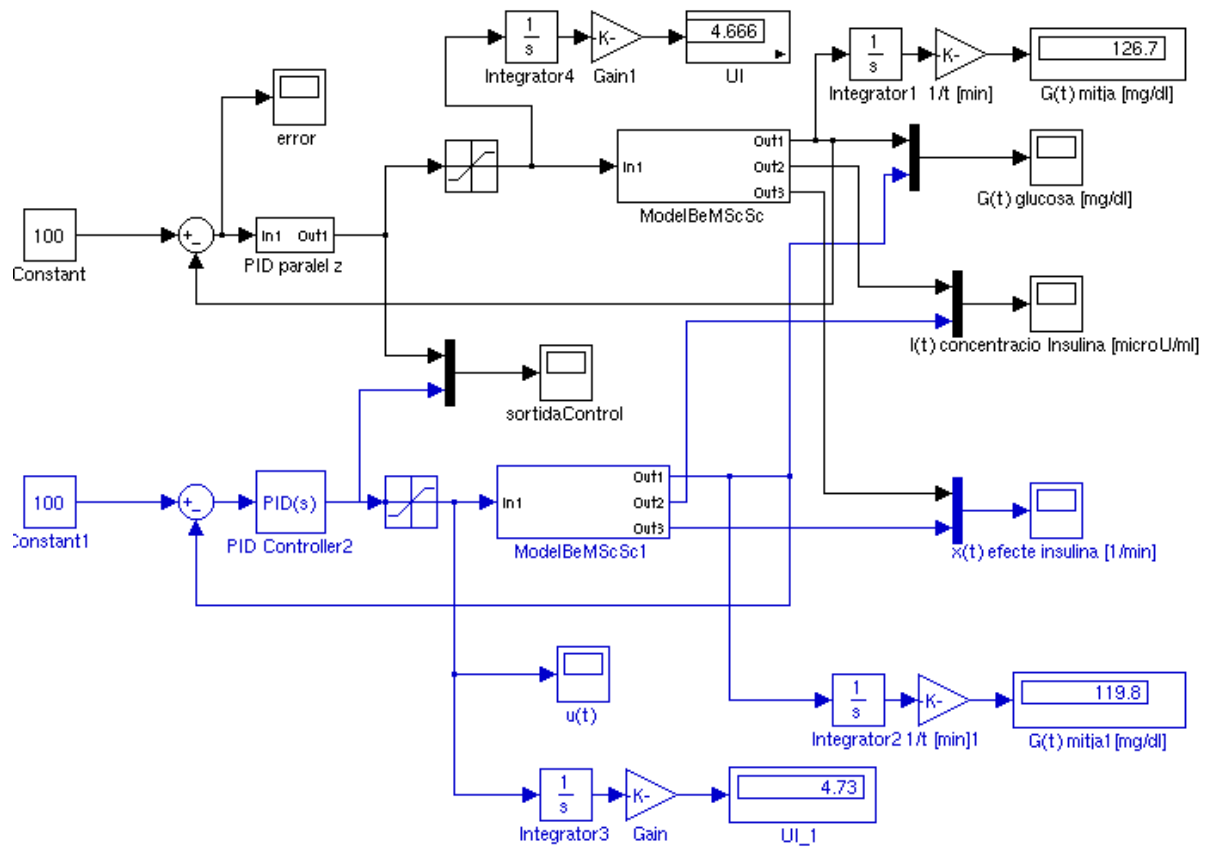 1
s
Integrator4
-K-
Gain1
4.666
UI
1
s
Integrator1
-K-
1/t [min]
126.7
G(t) mitja [mg/dl]
error
In1
Out1
Out2
Out3
ModelBeMScSc
G(t) glucosa [mg/dl]
100
Constant
+
_
In1 Out1
PID paralel z
I(t) concentracio Insulina [microU/ml]
sortidaControl
100
Constant1
+
_
PID(s)
PID Controller2
In1
Out1
Out2
Out3
ModelBeMScSc1
x(t) efecte insulina [1/min]
u(t)
1
s
Integrator2
-K-
1/t [min]1
119.8
G(t) mitja1 [mg/dl]
1
s
Integrator3
-K-
Gain
4.73
UI_1